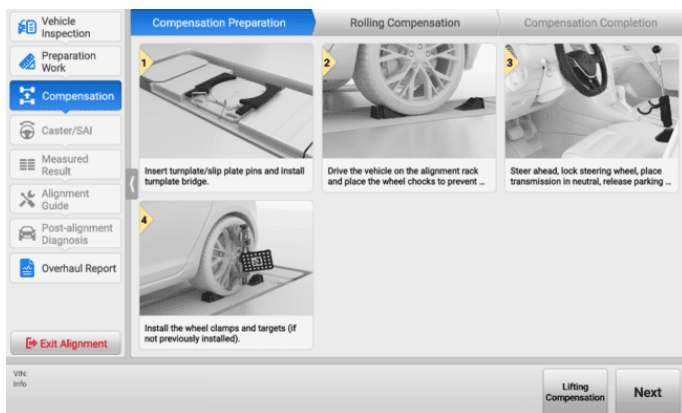 Vehicle
Inspection
Preparation
Work
Compensation
Caster/SAI
Measured
Result
Alignment
Guide
Post-alignment
Diagnosis
Overhaul Report
Exit Alignment
Compensation Preparation
Rolling Compensation
Compensation Completion
1
Insert turnplate/slip plate pins and install
turnplate bridge.
2
Drive the vehicle on the alignment rack
and place the wheel chocks to prevent ...
3
Steer ahead, lock steering wheel, place
transmission in neutral, release parking ...
4
Install the wheel clamps and targets (if
not previously installed).
VIN:
Info
Lifting
Compensation
Next